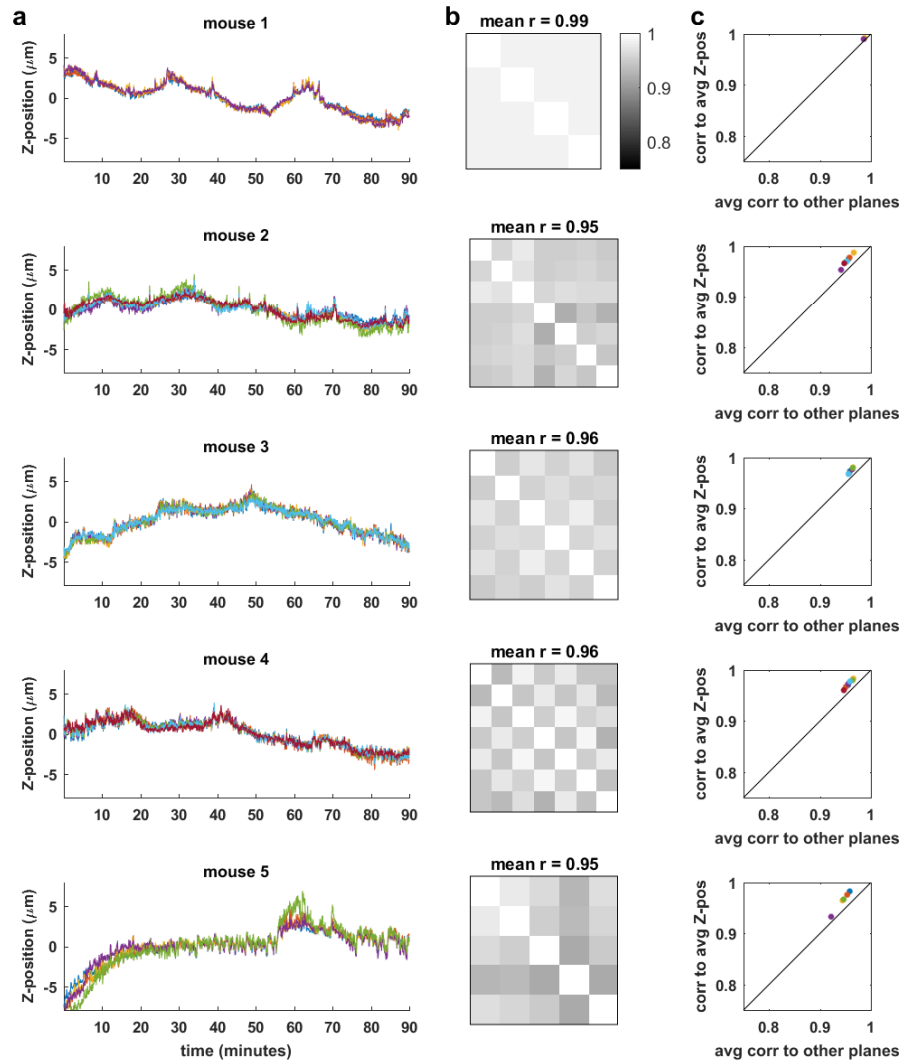 a
b
c
mouse 1
Z-position (μm)
5
0
-5
10 20 30 40 50 60 70 80 90
mean r = 0.99
1
0.9
0.8
corr to avg Z-pos
1
0.9
0.8
0.8 0.9 1
avg corr to other planes
mouse 2
Z-position (μm)
5
0
-5
10 20 30 40 50 60 70 80 90
mean r = 0.95
corr to avg Z-pos
1
0.9
0.8
0.8 0.9 1
avg corr to other planes
mouse 3
Z-position (μm)
5
0
-5
10 20 30 40 50 60 70 80 90
mean r = 0.96
corr to avg Z-pos
1
0.9
0.8
0.8 0.9 1
avg corr to other planes
mouse 4
Z-position (μm)
5
0
-5
10 20 30 40 50 60 70 80 90
mean r = 0.96
corr to avg Z-pos
1
0.9
0.8
0.8 0.9 1
avg corr to other planes
mouse 5
Z-position (μm)
5
0
-5
10 20 30 40 50 60 70 80 90
time (minutes)
mean r = 0.95
corr to avg Z-pos
1
0.9
0.8
0.8 0.9 1
avg corr to other planes